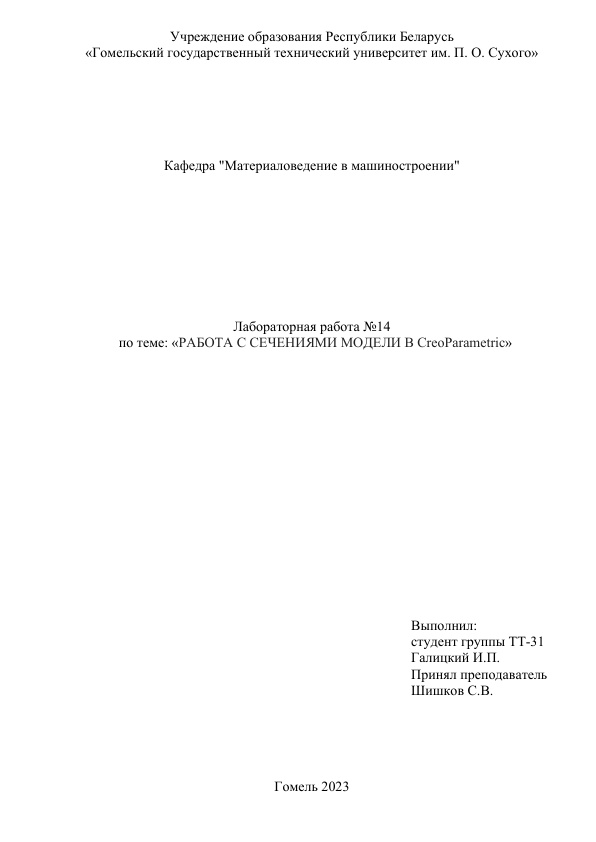 Учреждение образования Республики Беларусь
«Гомельский государственный технический университет им. П. О. Сухого»
Кафедра "Материаловедение в машиностроении"
Лабораторная работа №14
по теме: «РАБОТА С СЕЧЕНИЯМИ МОДЕЛИ В CreoParametric»
Выполнил:
студент группы ТТ-31
Галицкий И.П.
Принял преподаватель
Шишков С.В.
Гомель 2023